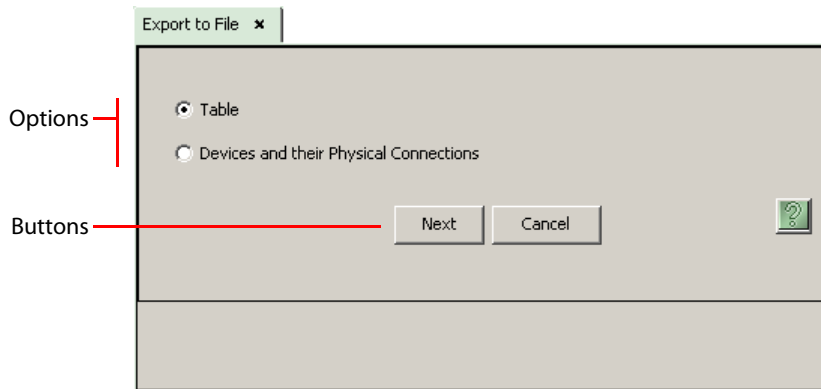 Export to File ×
Options
Table
Devices and their Physical Connections
Buttons
Next
Cancel
?